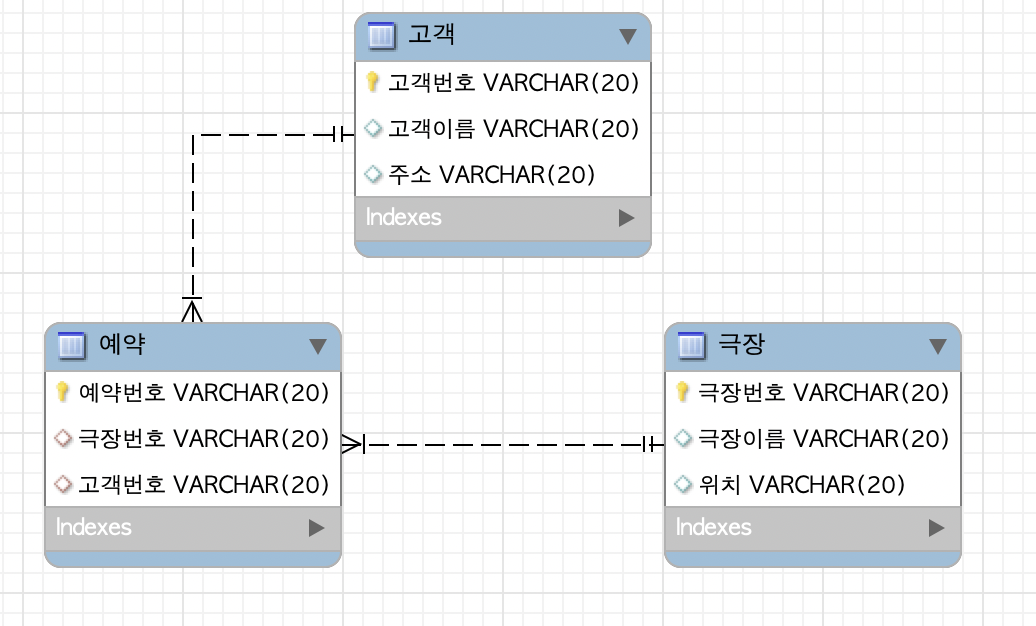 고객
고객번호 VARCHAR(20)
고객이름 VARCHAR(20)
주소 VARCHAR(20)
Indexes
예약
예약번호 VARCHAR(20)
극장번호 VARCHAR(20)
고객번호 VARCHAR(20)
Indexes
극장
극장번호 VARCHAR(20)
극장이름 VARCHAR(20)
위치 VARCHAR(20)
Indexes